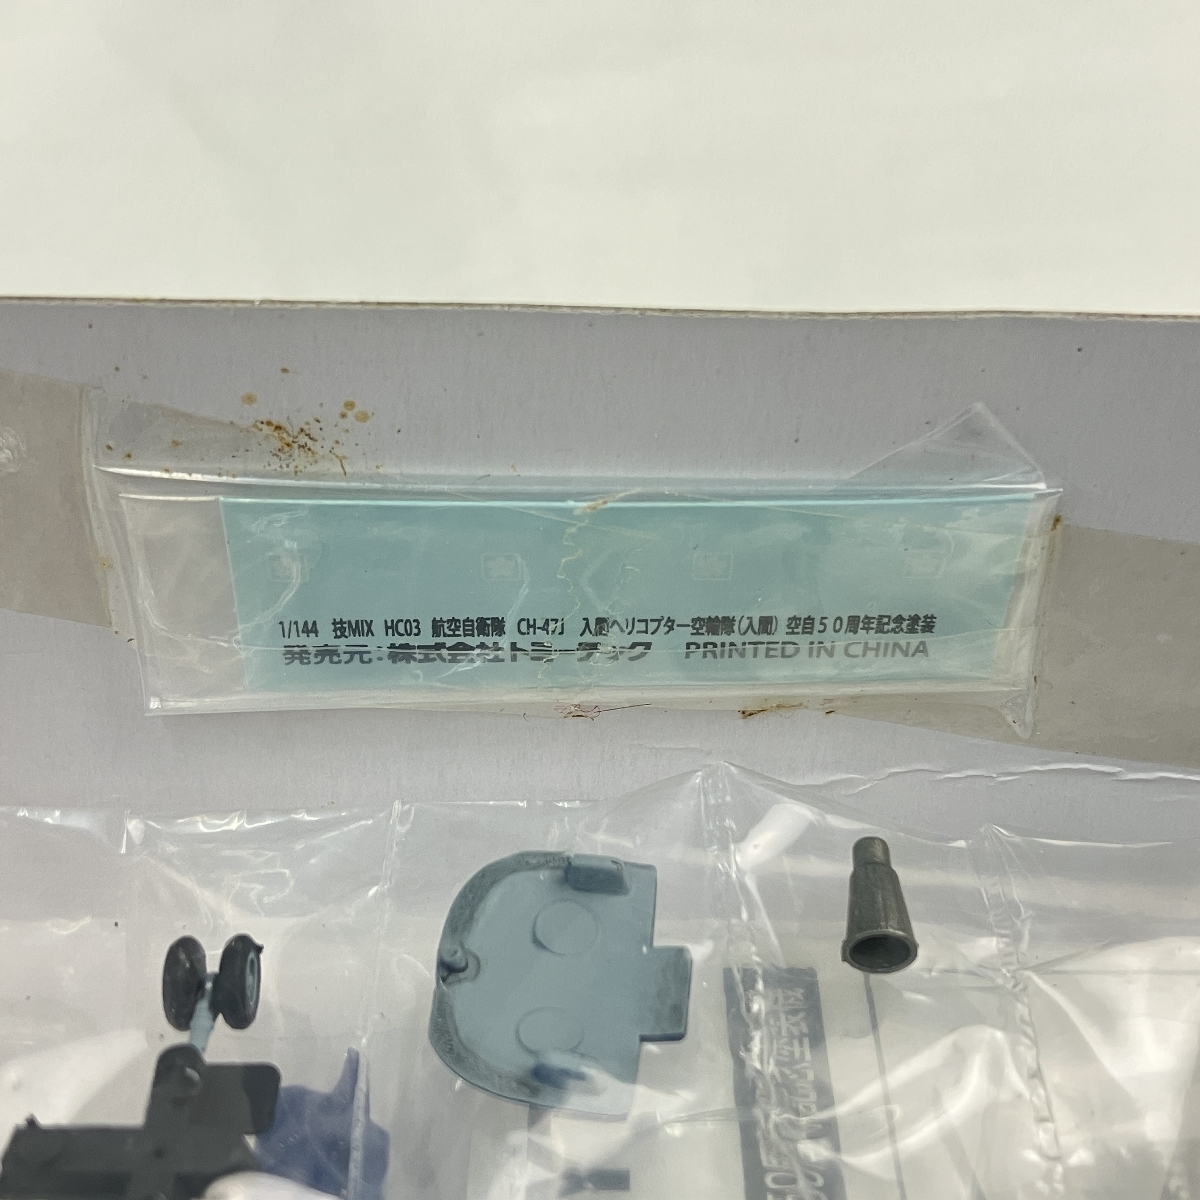 1/144 技MIX HC03 航空自衛隊 CH-47J 入間ヘリコプター空輸隊(入間) 空自50周年記念塗装
発売元:株式会社トミーテック PRINTED IN CHINA